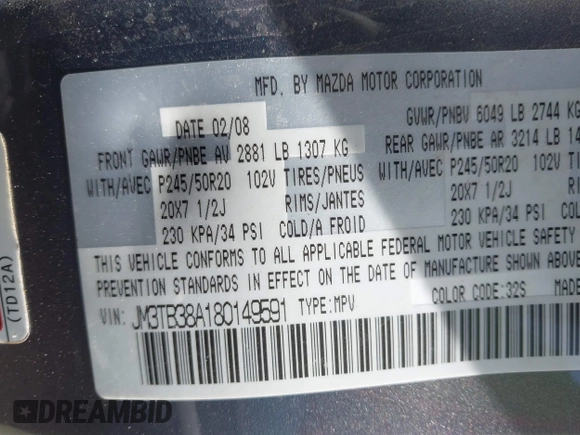 MFD. BY MAZDA MOTOR CORPORATION
DATE 02/08
GVWR/PNBV 6049 LB 2744 KG
FRONT GAWR/PNBE AV 2881 LB 1307 KG
REAR GAWR/PNBE AR 3214 LB
WITH/AVEC P245/50R20 102V TIRES/PNEUS
WITH/AVEC P245/50R20 102V
20X7 1/2J RIMS/JANTES
20X7 1/2J
230 KPA/34 PSI COLD/A FROID
230 KPA/34 PSI
THIS VEHICLE CONFORMS TO ALL APPLICABLE FEDERAL MOTOR VEHICLE SAFETY
PREVENTION STANDARDS IN EFFECT ON THE DATE OF MANUFACTURE SHOWN ABOVE
VIN: JM3TB38A180149591 TYPE:MPV
COLOR CODE:32S MADE
(TD12A)
DREAMBID